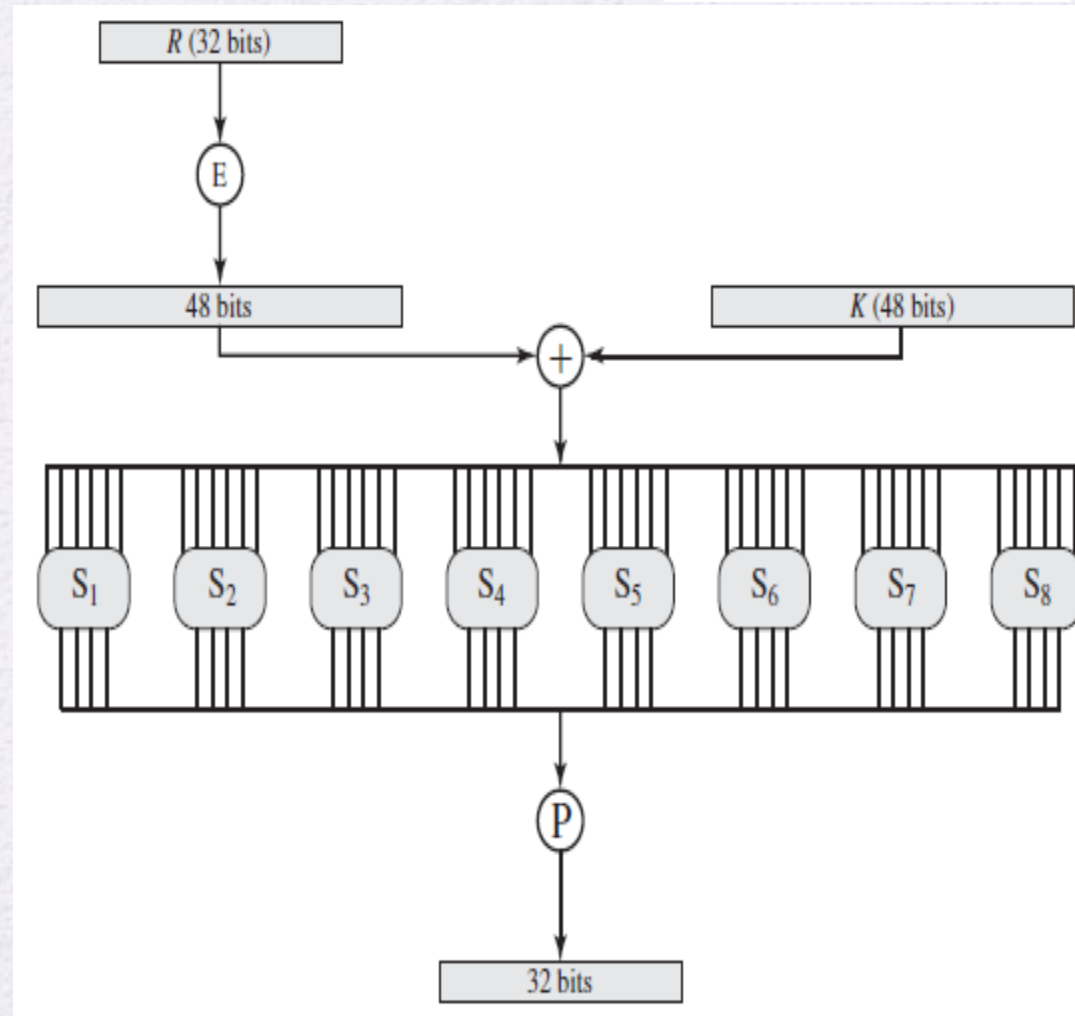 R (32 bits)
E
48 bits
K (48 bits)
+
S₁ S₂ S₃ S₄ S₅ S₆ S₇ S₈
P
32 bits